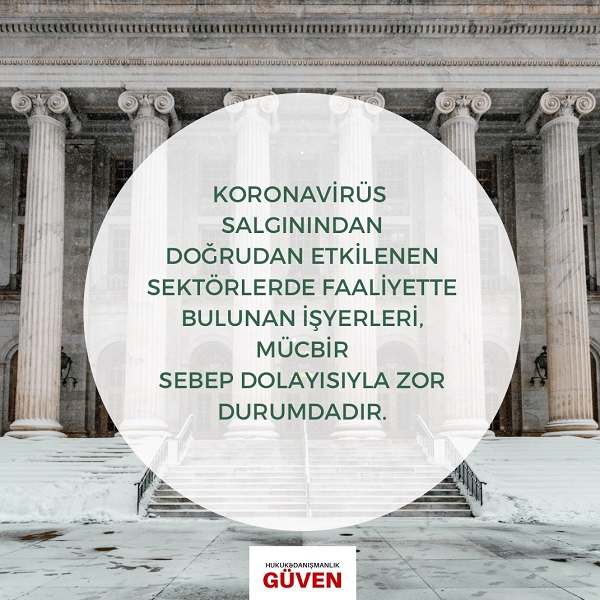 KORONAVİRÜS
SALGININDAN
DOĞRUDAN ETKİLENEN
SEKTÖRLERDE FAALİYETTE
BULUNAN İŞYERLERİ,
MÜCBİR
SEBEP DOLAYISIYLA ZOR
DURUMDADIR.
HUKUK&DANIŞMANLIK
GÜVEN